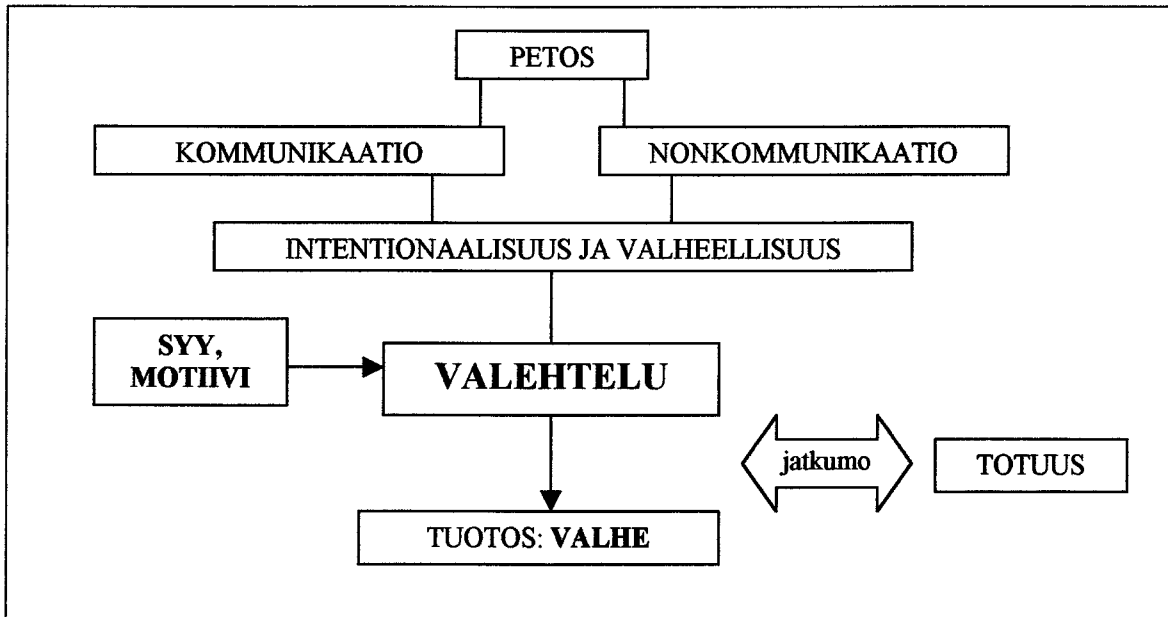 PETOS
KOMMUNIKAATIO
NONKOMMUNIKAATIO
INTENTIONAALISUUS JA VALHEELLISUUS
SYY,
MOTIIVI
VALEHTELU
jatkumo
TOTUUS
TUOTOS: VALHE